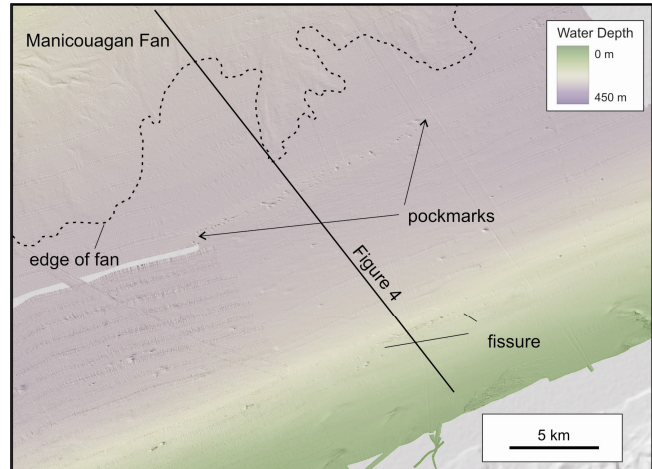 Manicouagan Fan
Water Depth
0 m
450 m
pockmarks
edge of fan
Figure 4
fissure
5 km